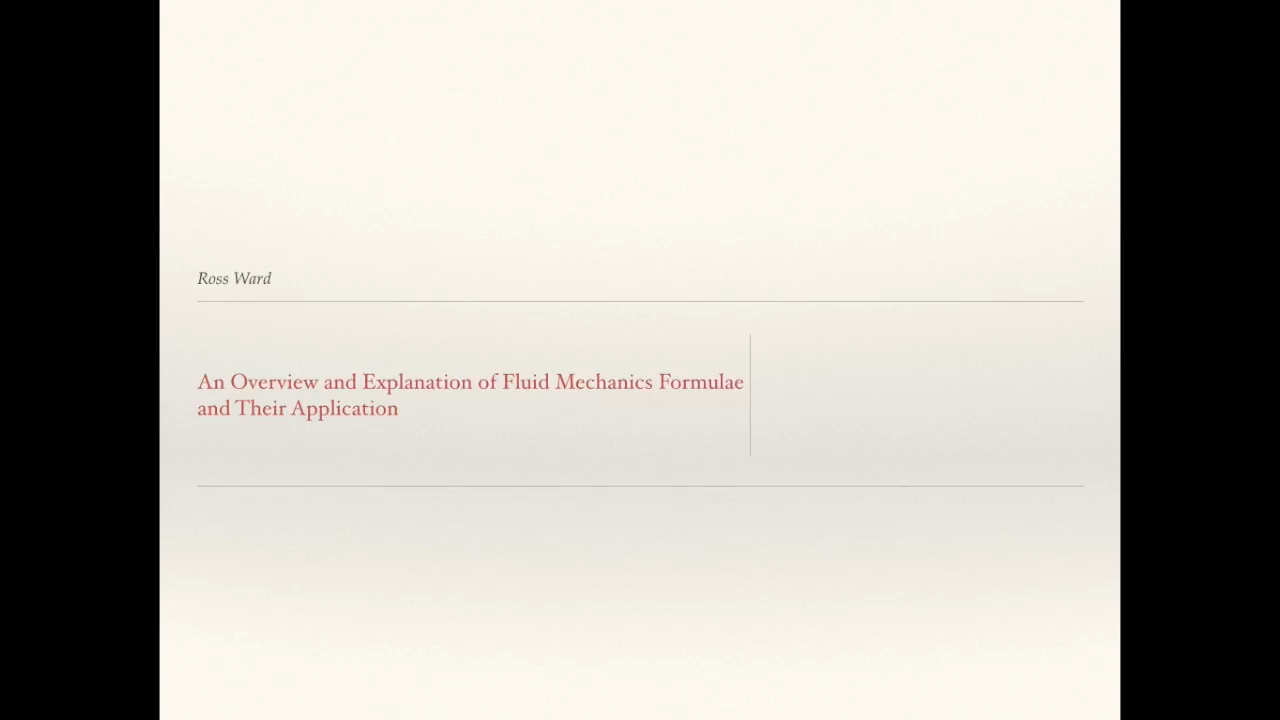 Ross Ward
An Overview and Explanation of Fluid Mechanics Formulae
and Their Application